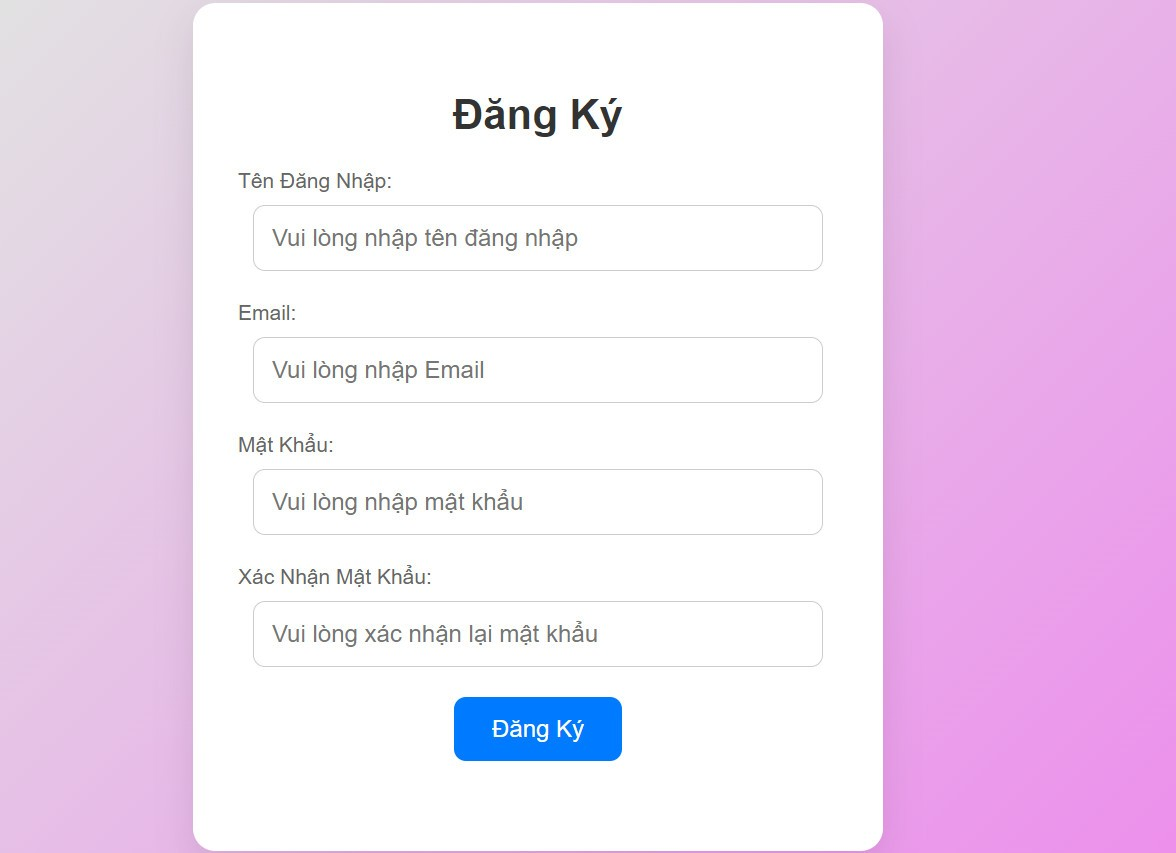 Đăng Ký
Tên Đăng Nhập:
Vui lòng nhập tên đăng nhập
Email:
Vui lòng nhập Email
Mật Khẩu:
Vui lòng nhập mật khẩu
Xác Nhận Mật Khẩu:
Vui lòng xác nhận lại mật khẩu
Đăng Ký